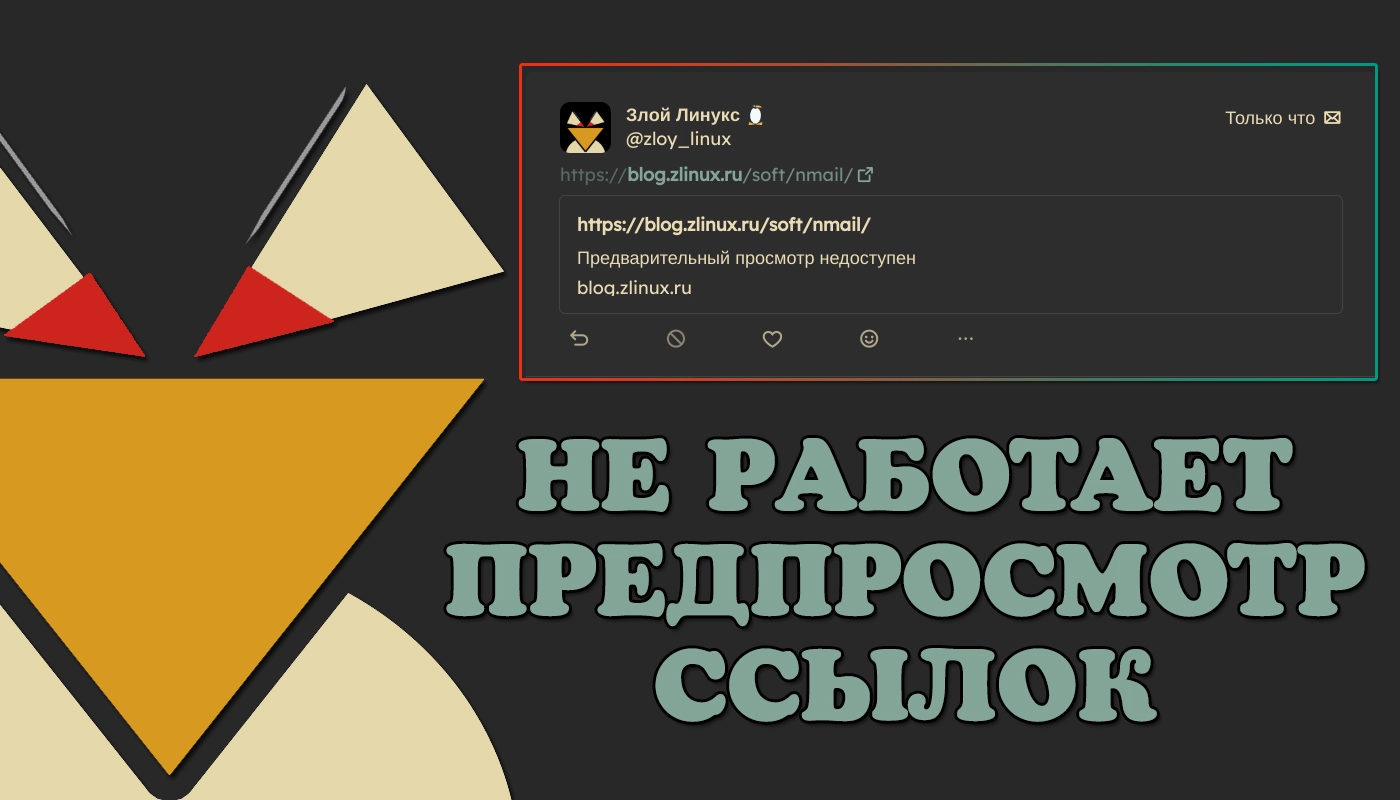 Злой Линукс
@zloy_linux
Только что
https://blog.zlinux.ru/soft/nmail/
https://blog.zlinux.ru/soft/nmail/
Предварительный просмотр недоступен
blog.zlinux.ru
НЕ РАБОТАЕТ
ПРЕДПРОСМОТР
ССЫЛОК